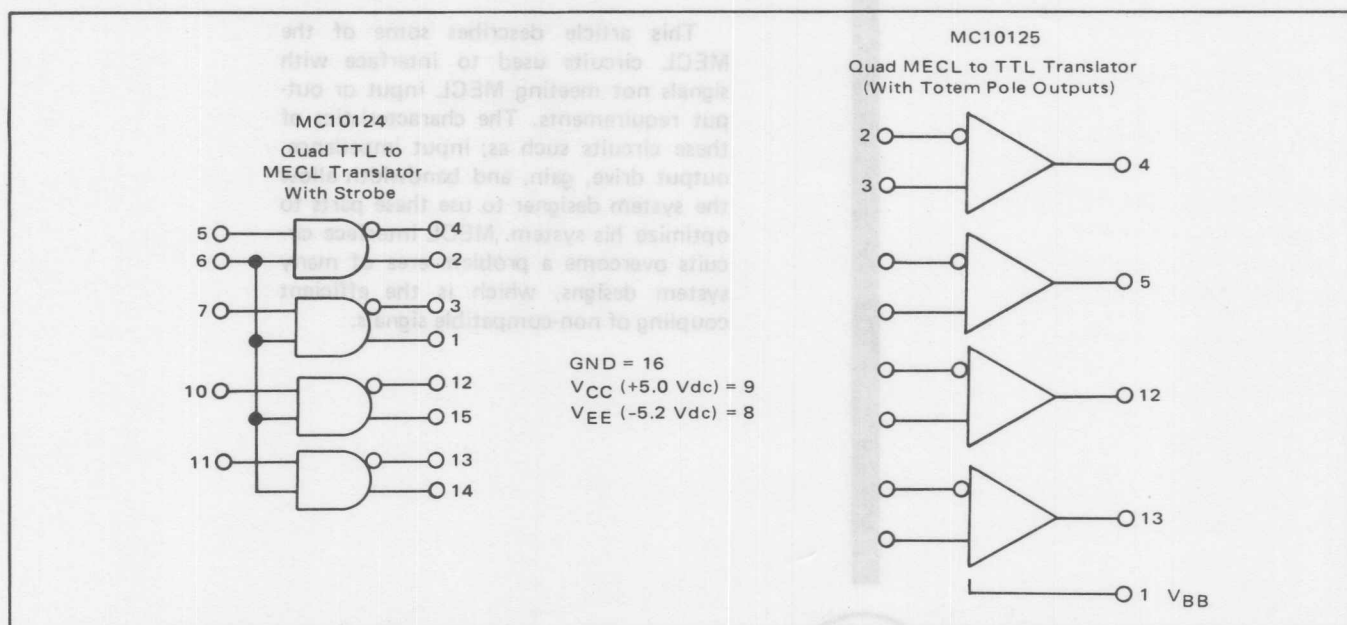 This article describes some of the
MECL circuits used to interface with
signals not meeting MECL input or out-
put requirements. The characteristics of
these circuits such as; input
output drive, gain, and
the system designer to use these parts to
optimize his system. MECL interface cir-
cuits overcome a problem area of many
system designs, which is the efficient
coupling of non-compatible signals.
MC10124
Quad TTL to
MECL Translator
With Strobe
5
6
4
2
7
3
1
10
12
15
11
13
14
GND = 16
VCC (+5.0 Vdc) = 9
VEE (-5.2 Vdc) = 8
MC10125
Quad MECL to TTL Translator
(With Totem Pole Outputs)
2
3
4
5
12
13
1 VBB